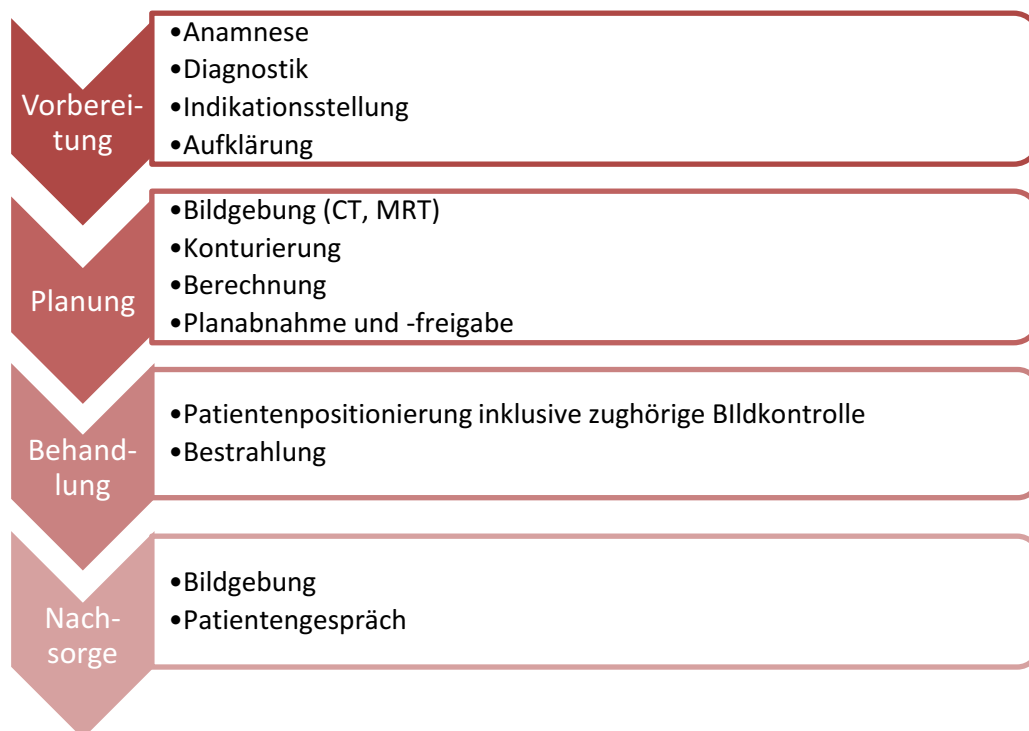 Vorberei-
tung
•Anamnese
•Diagnostik
•Indikationsstellung
•Aufklärung
Planung
•Bildgebung (CT, MRT)
•Konturierung
•Berechnung
•Planabnahme und -freigabe
Behand-
lung
•Patientenpositionierung inklusive zughörige BIldkontrolle
•Bestrahlung
Nach-
sorge
•Bildgebung
•Patientengespräch